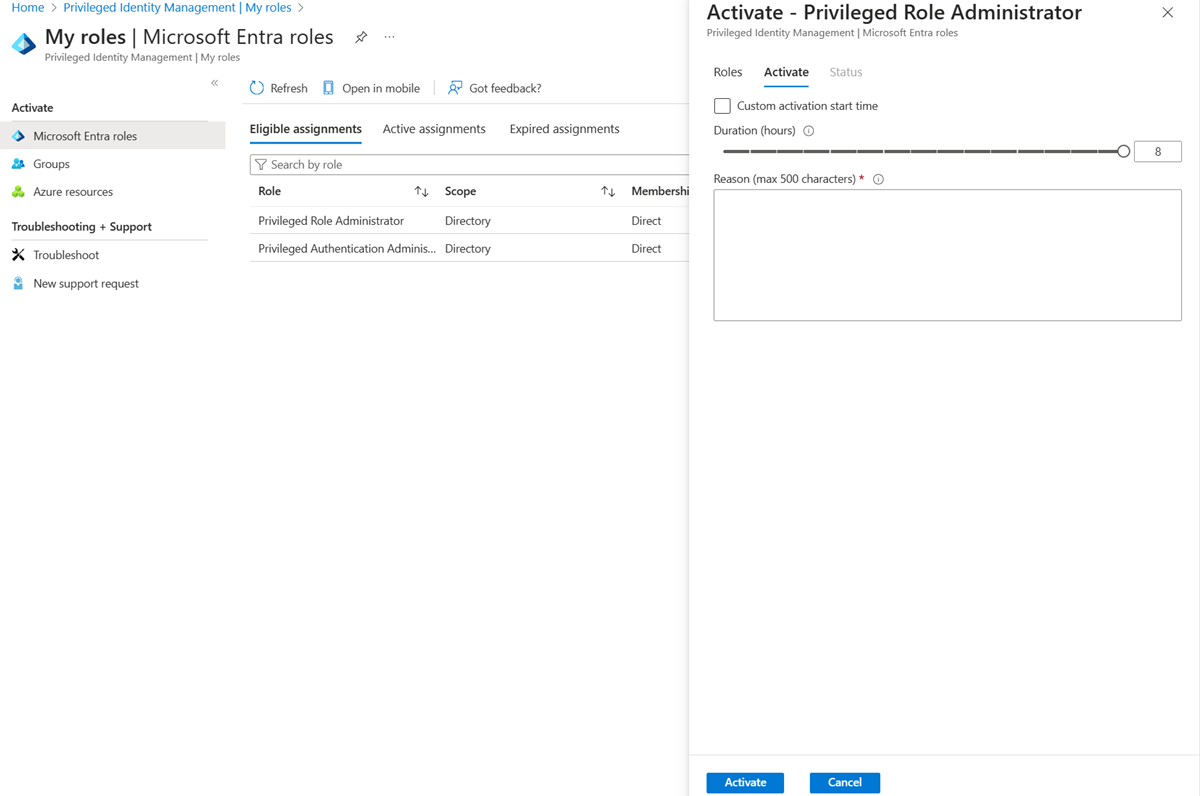 Home > Privileged Identity Management | My roles >
My roles | Microsoft Entra roles
Privileged Identity Management | My roles
Activate
Microsoft Entra roles
Groups
Azure resources
Troubleshooting + Support
Troubleshoot
New support request
Refresh
Open in mobile
Got feedback?
Eligible assignments
Active assignments
Expired assignments
Search by role
Role Scope Membershi
Privileged Role Administrator Directory Direct
Privileged Authentication Adminis... Directory Direct
Activate - Privileged Role Administrator
Privileged Identity Management | Microsoft Entra roles
Roles Activate Status
Custom activation start time
Duration (hours)
8
Reason (max 500 characters) *
Activate Cancel